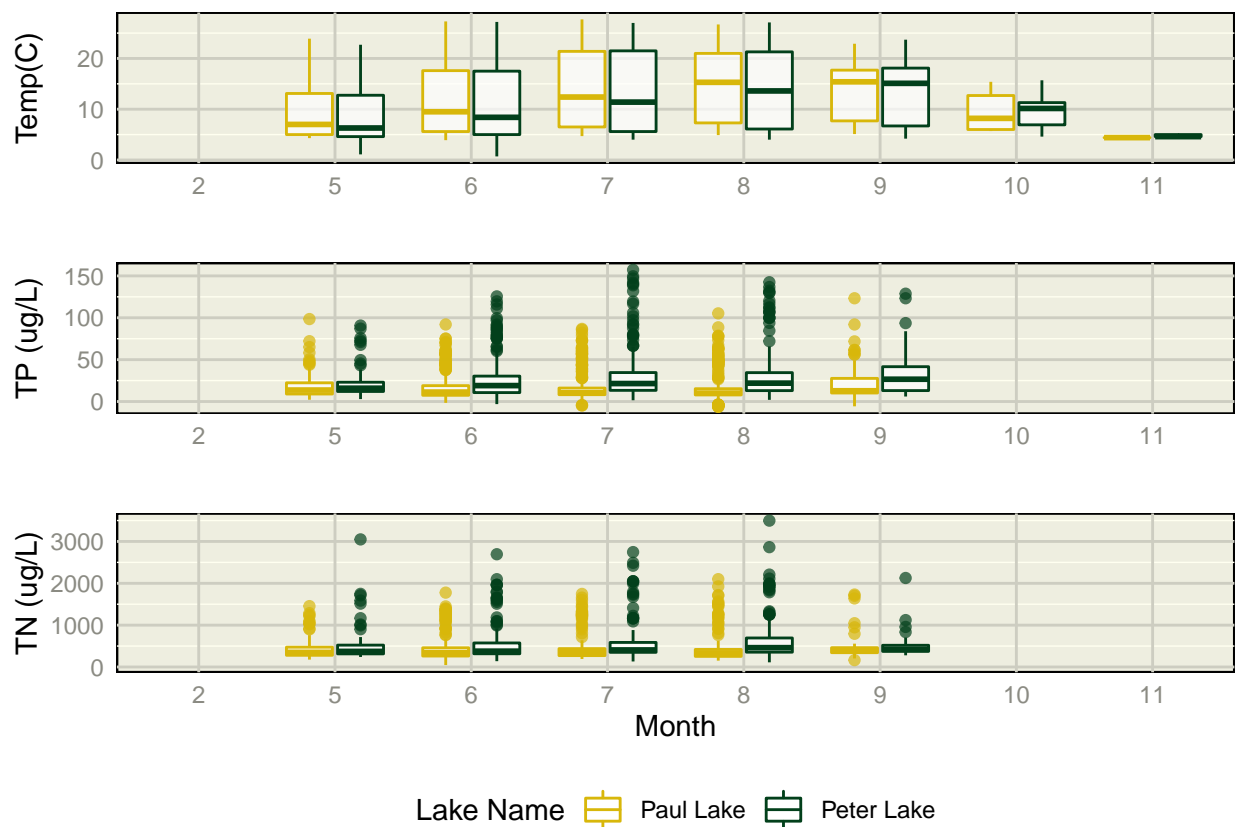 Temp(C)
20
10
0
2 5 6 7 8 9 10 11
TP (ug/L)
150
100
50
0
2 5 6 7 8 9 10 11
TN (ug/L)
3000
2000
1000
0
2 5 6 7 8 9 10 11
Month
Lake Name Paul Lake Peter Lake